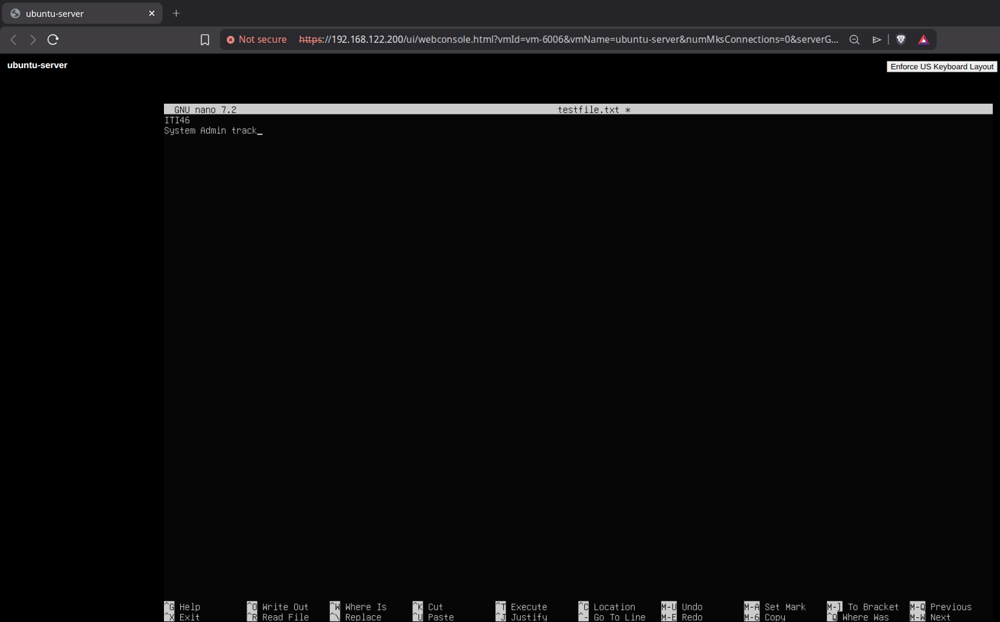 ubuntu-server
Not secure https://192.168.122.200/ui/webconsole.html?vmId=vm-6006&vmName=ubuntu-server&numMksConnections=0&serverG...
ubuntu-server
Enforce US Keyboard Layout
GNU nano 7.2 testfile.txt *
ITI46
System Admin track_
^G Help ^O Write Out ^W Where Is ^K Cut ^T Execute ^C Location M-U Undo M-A Set Mark M-] To Bracket M-Q Previous
^X Exit ^R Read File ^\ Replace ^U Paste ^J Justify ^- Go To Line M-E Redo M-6 Copy ^Q Where Was M-W Next